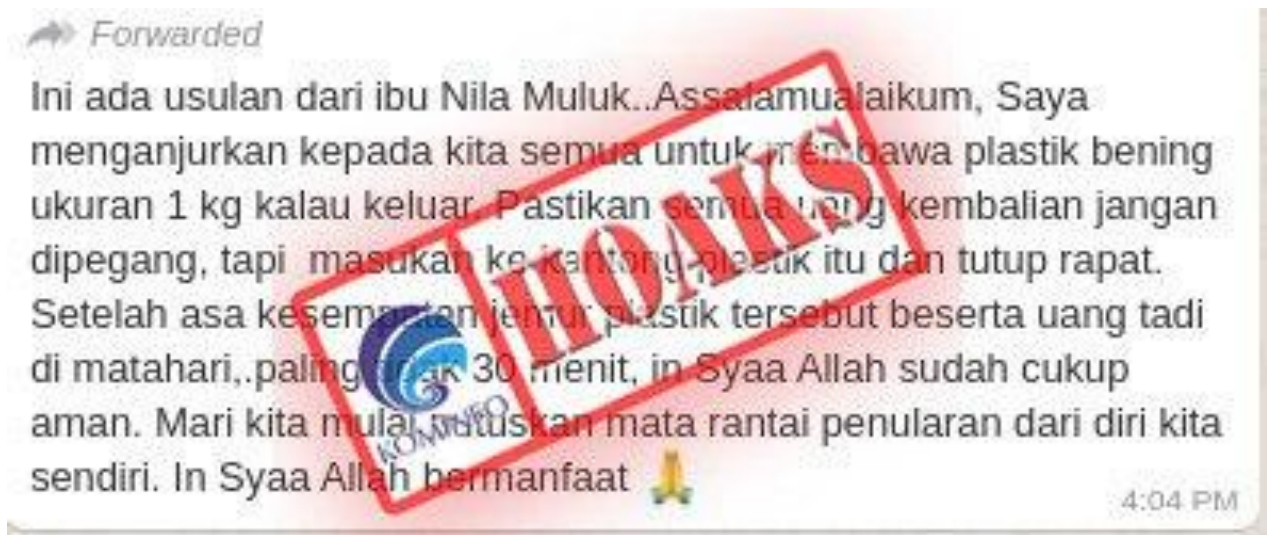 Forwarded
Ini ada usulan dari ibu Nila Muluk..Assalamualaikum, Saya
menganjurkan kepada kita semua untuk membawa plastik bening
ukuran 1 kg kalau keluar. Pastikan semua uang kembalian jangan
dipegang, tapi masukan ke kantong plastik itu dan tutup rapat.
Setelah asa kesempatan jemur plastik tersebut beserta uang tadi
di matahari,.paling 30 menit, in Syaa Allah sudah cukup
aman. Mari kita mulai putuskan mata rantai penularan dari diri kita
sendiri. In Syaa Allah bermanfaat 🙏
4:04 PM
HOAKS
KOMINFO